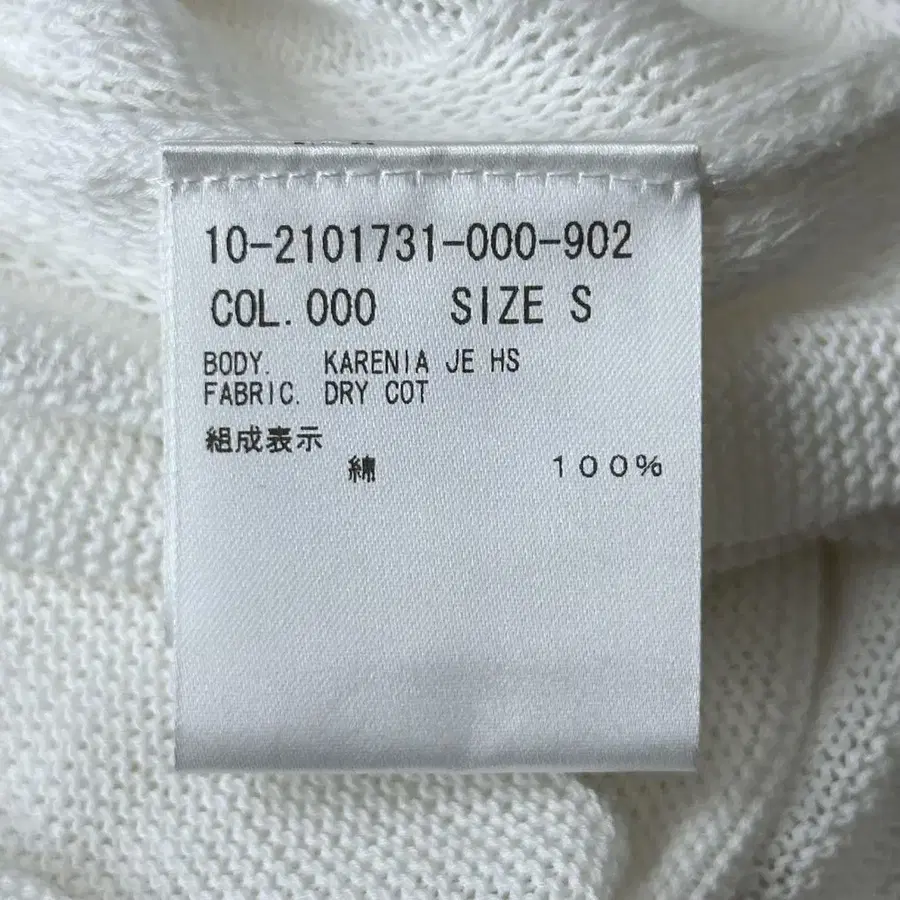 10-2101731-000-902
COL.000 SIZE S
BODY. KARENIA JE HS
FABRIC. DRY COT
組成表示
綿 100%